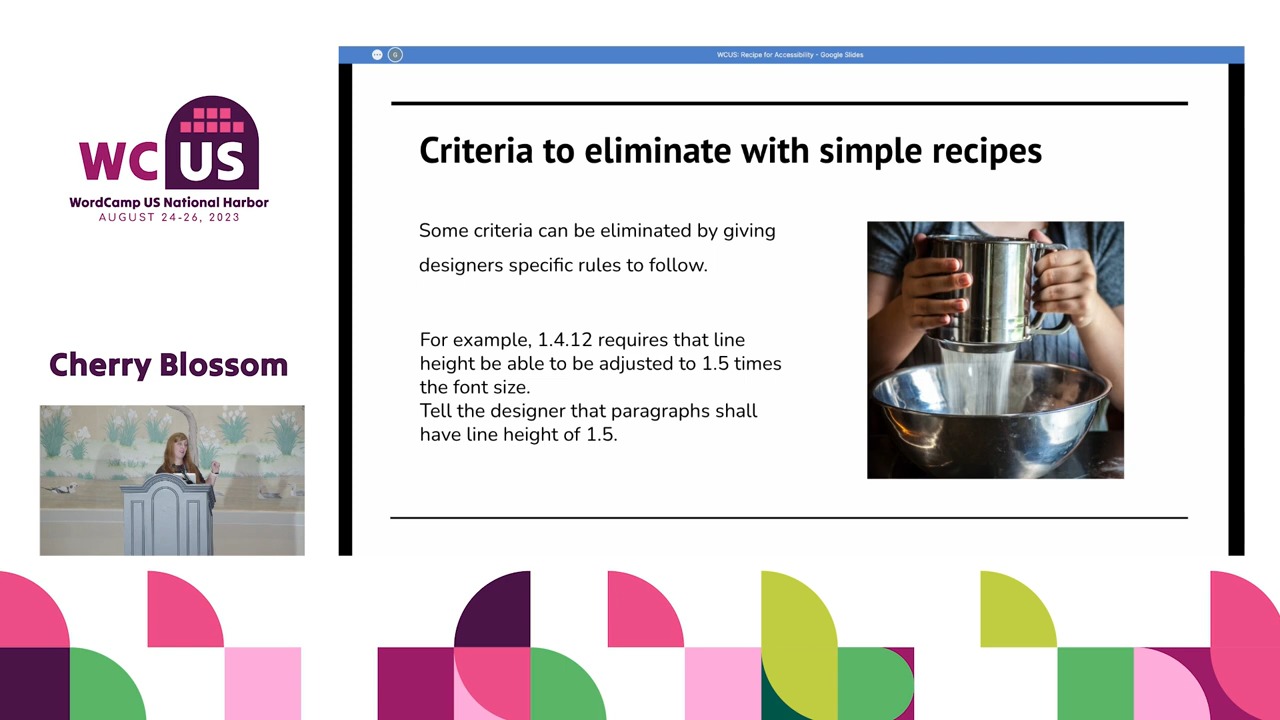 WCUS: Recipe for Accessibility - Google Slides
G
WC US
WordCamp US National Harbor
AUGUST 24-26, 2023
Cherry Blossom
Criteria to eliminate with simple recipes
Some criteria can be eliminated by giving
designers specific rules to follow.
For example, 1.4.12 requires that line
height be able to be adjusted to 1.5 times
the font size.
Tell the designer that paragraphs shall
have line height of 1.5.